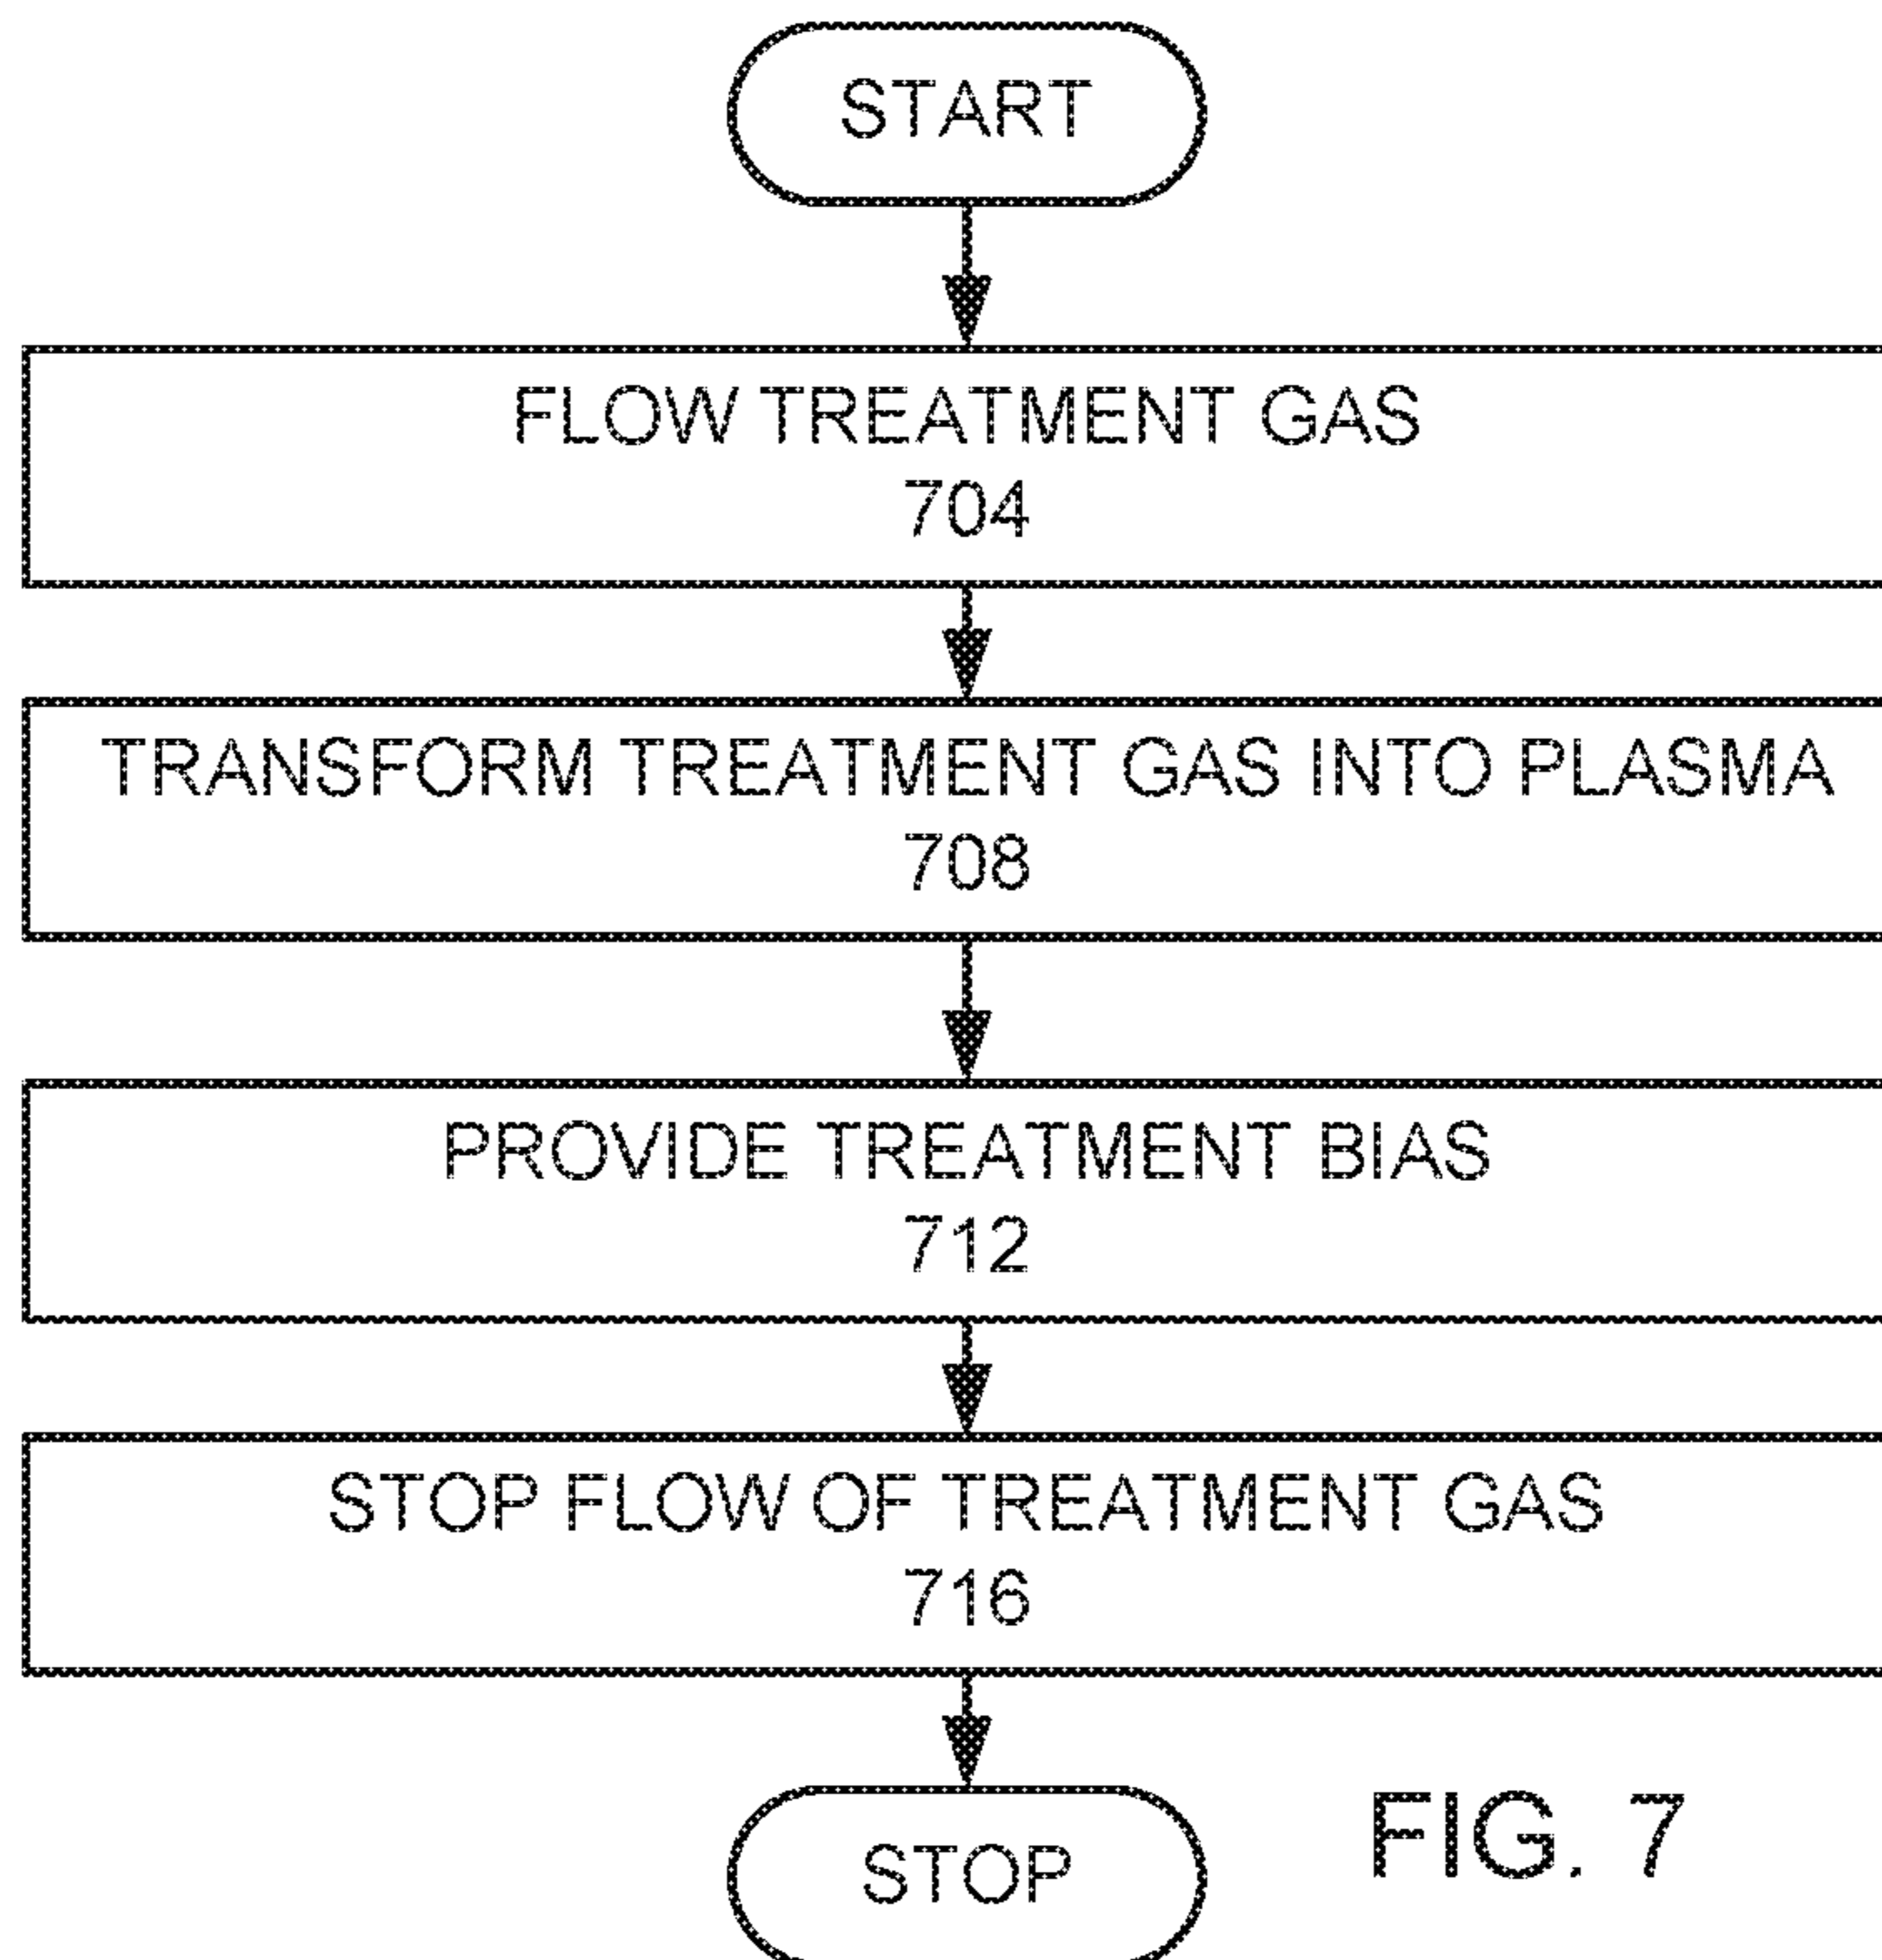 START
FLOW TREATMENT GAS
704
TRANSFORM TREATMENT GAS INTO PLASMA
708
PROVIDE TREATMENT BIAS
712
STOP FLOW OF TREATMENT GAS
716
STOP
FIG. 7